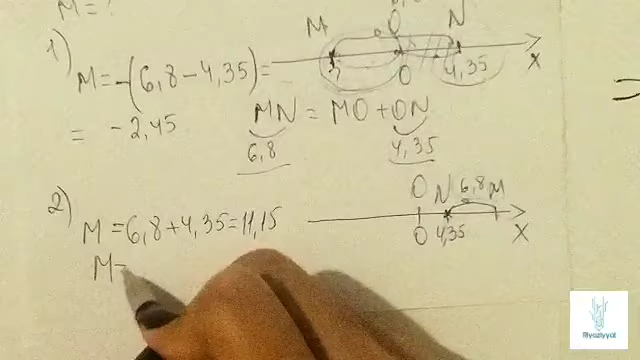 M = ?
1)
M = -(6,8 - 4,35) =
= -2,45
M O N
? O 4,35 X
MN = MO + ON
6,8 4,35
2)
M = 6,8 + 4,35 = 11,15
M =
O N 6,8 M
O 4,35 X
=
Riyaziyyat